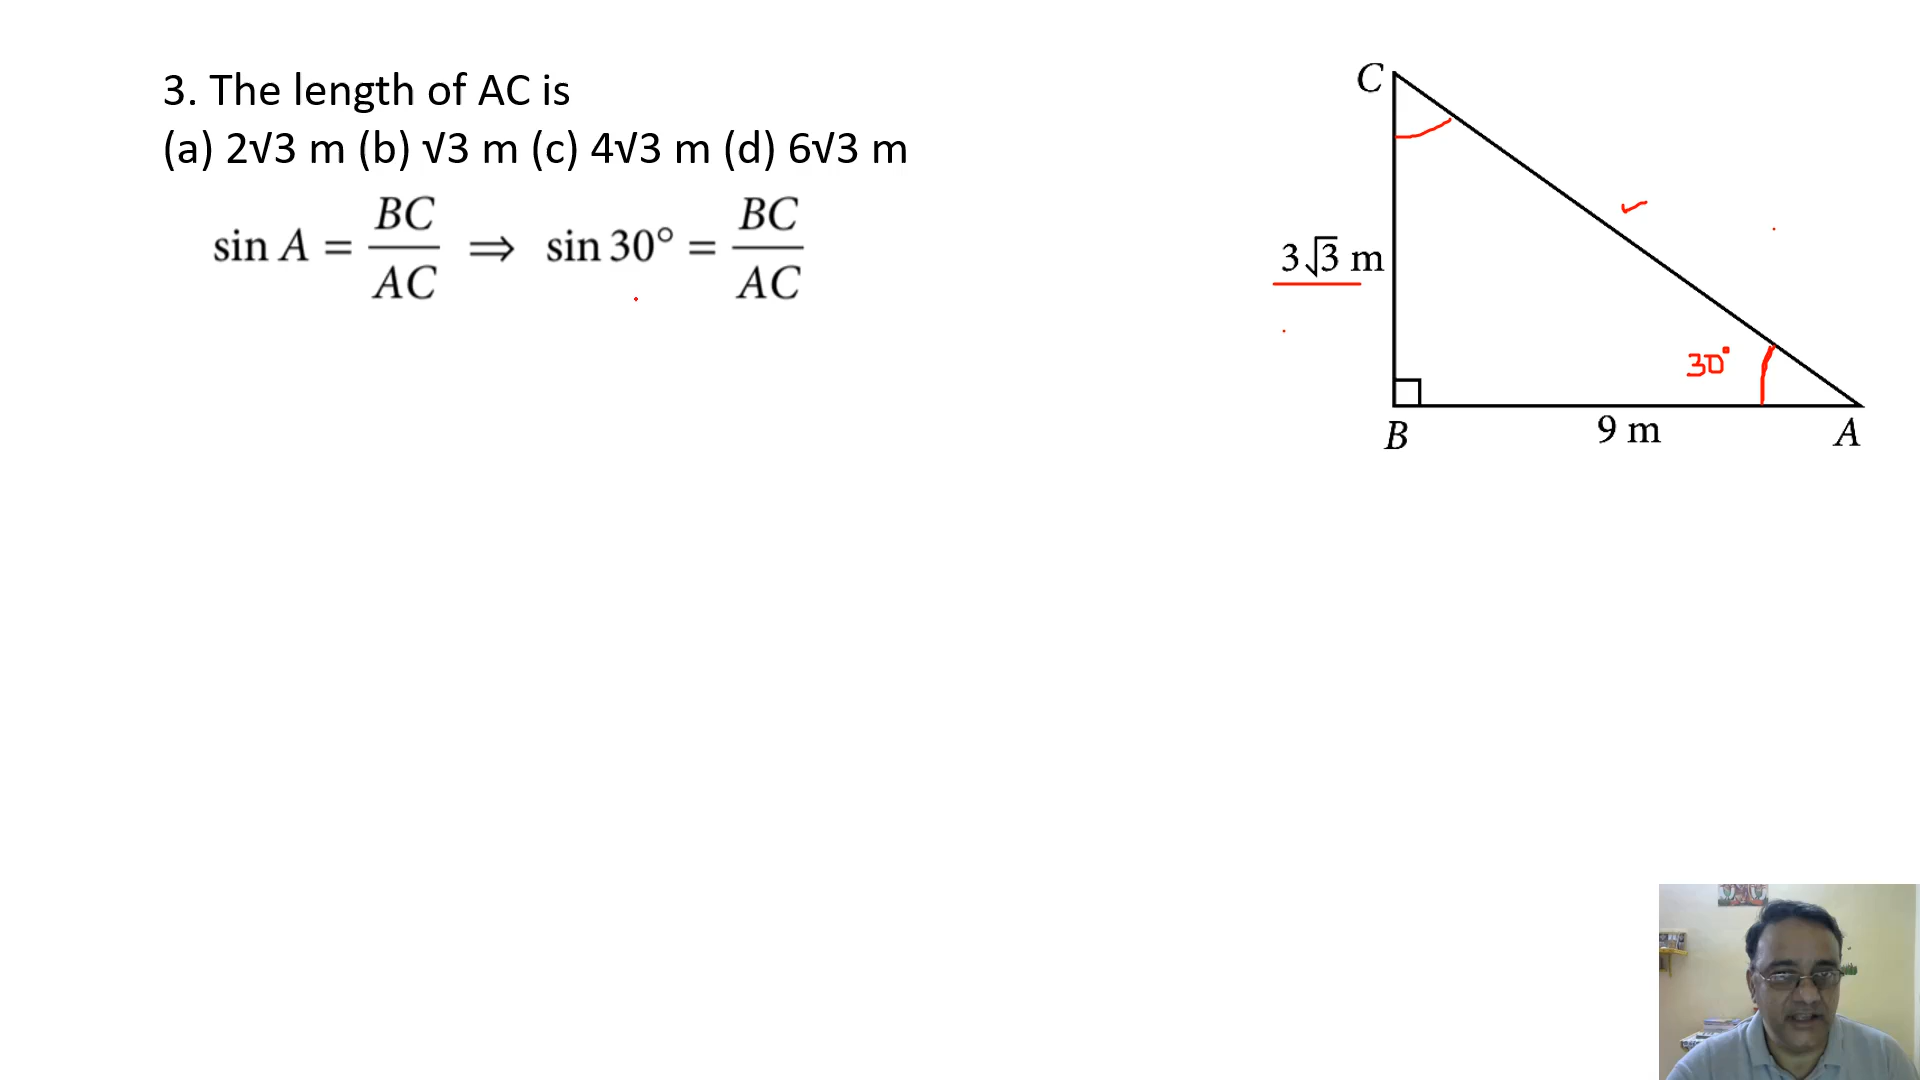 3. The length of AC is
(a) 2√3 m (b) √3 m (c) 4√3 m (d) 6√3 m
sin A = BC/AC ⇒ sin 30° = BC/AC
C
3√3 m
30°
B
9 m
A